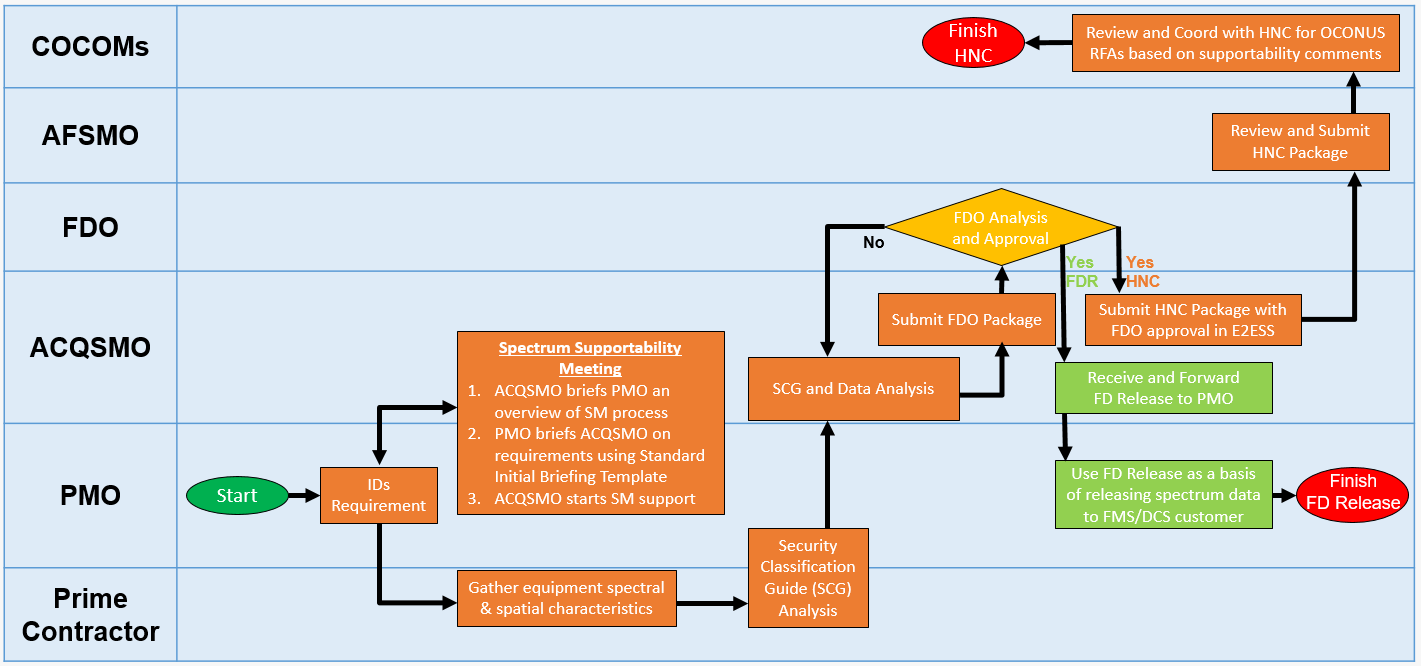 COCOMs
Finish
HNC
Review and Coord with HNC for OCONUS
RFAs based on supportability comments
AFSMO
Review and Submit
HNC Package
FDO
FDO Analysis
and Approval
No
Yes
FDR
Yes
HNC
ACQSMO
Submit FDO Package
Submit HNC Package with
FDO approval in E2ESS
Spectrum Supportability
Meeting
1. ACQSMO briefs PMO an
overview of SM process
2. PMO briefs ACQSMO on
requirements using Standard
Initial Briefing Template
3. ACQSMO starts SM support
SCG and Data Analysis
Receive and Forward
FD Release to PMO
PMO
Start
IDs
Requirement
Use FD Release as a basis
of releasing spectrum data
to FMS/DCS customer
Finish
FD Release
Security
Classification
Guide (SCG)
Analysis
Prime
Contractor
Gather equipment spectral
& spatial characteristics